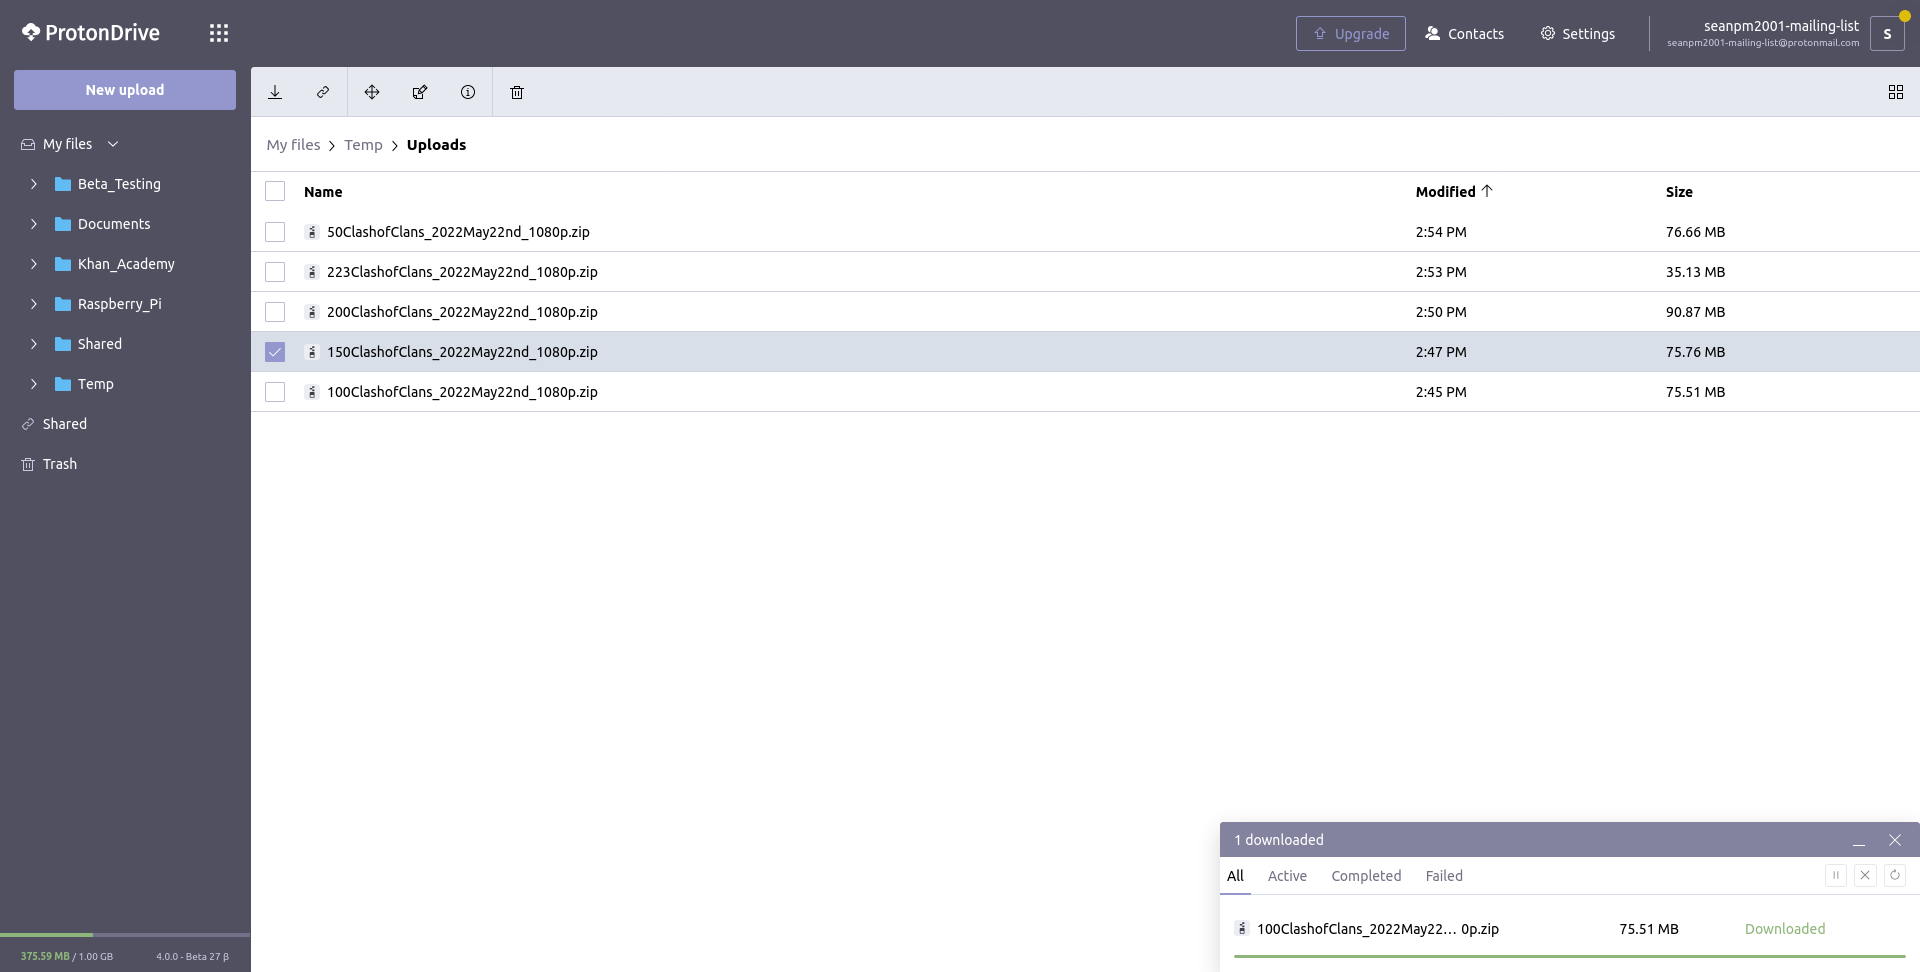 ProtonDrive
Upgrade
Contacts
Settings
seanpm2001-mailing-list
seanpm2001-mailing-list@protonmail.com
S
New upload
My files
Beta_Testing
Documents
Khan_Academy
Raspberry_Pi
Shared
Temp
Shared
Trash
375.59 MB / 1.00 GB
4.0.0 - Beta 27 β
My files > Temp > Uploads
Name Modified Size
50ClashofClans_2022May22nd_1080p.zip 2:54 PM 76.66 MB
223ClashofClans_2022May22nd_1080p.zip 2:53 PM 35.13 MB
200ClashofClans_2022May22nd_1080p.zip 2:50 PM 90.87 MB
150ClashofClans_2022May22nd_1080p.zip 2:47 PM 75.76 MB
100ClashofClans_2022May22nd_1080p.zip 2:45 PM 75.51 MB
1 downloaded
All Active Completed Failed
100ClashofClans_2022May22… 0p.zip 75.51 MB Downloaded